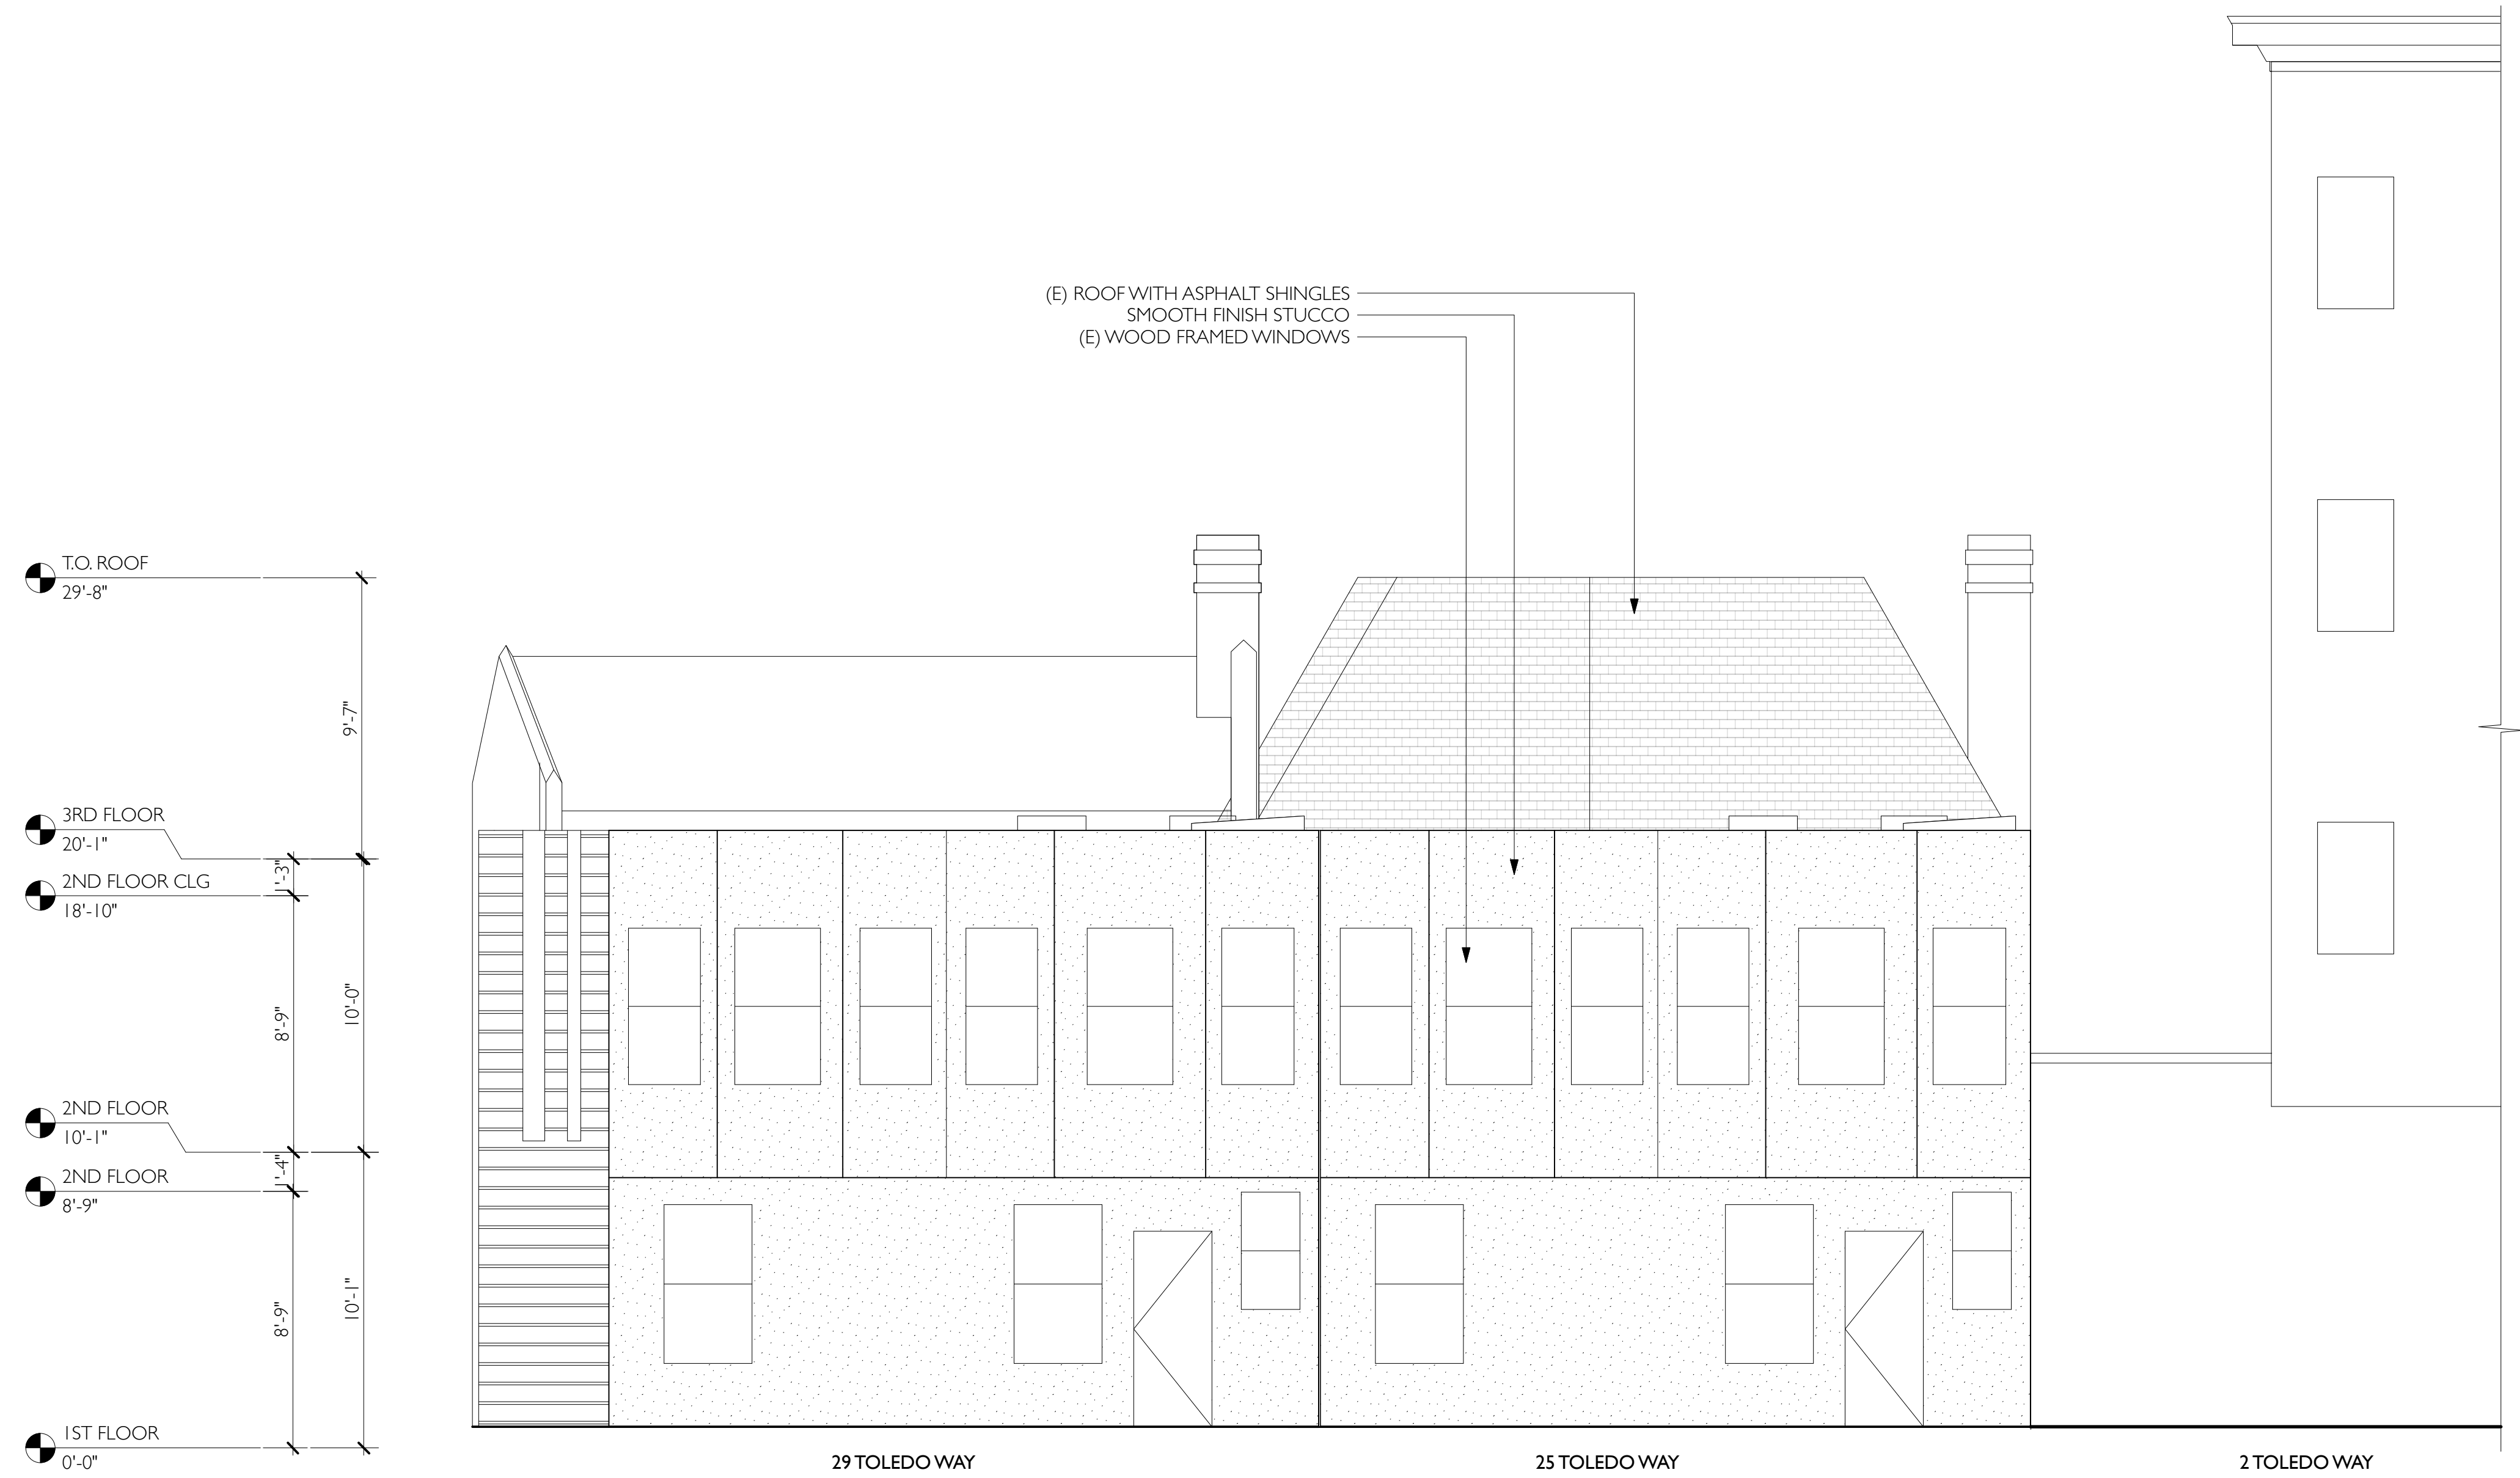 (E) ROOF WITH ASPHALT SHINGLES
SMOOTH FINISH STUCCO
(E) WOOD FRAMED WINDOWS
T.O. ROOF
29'-8"
9'-7"
3RD FLOOR
20'-1"
1'-3"
2ND FLOOR CLG
18'-10"
8'-9"
10'-0"
2ND FLOOR
10'-1"
1'-4"
2ND FLOOR
8'-9"
8'-9"
10'-1"
1ST FLOOR
0'-0"
29 TOLEDO WAY
25 TOLEDO WAY
2 TOLEDO WAY